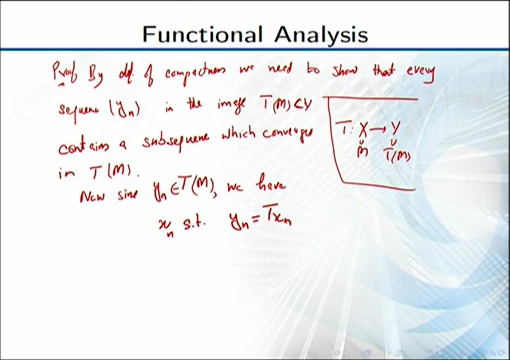 Functional Analysis
Proof By def of compactness we need to show that every
sequence (yn) in the image T(M) ⊂ Y
contains a subsequence which converges
in T(M).
T: X → Y
∪ ∪
M T(M)
Now since yn ∈ T(M), we have
xn s.t. yn = Txn